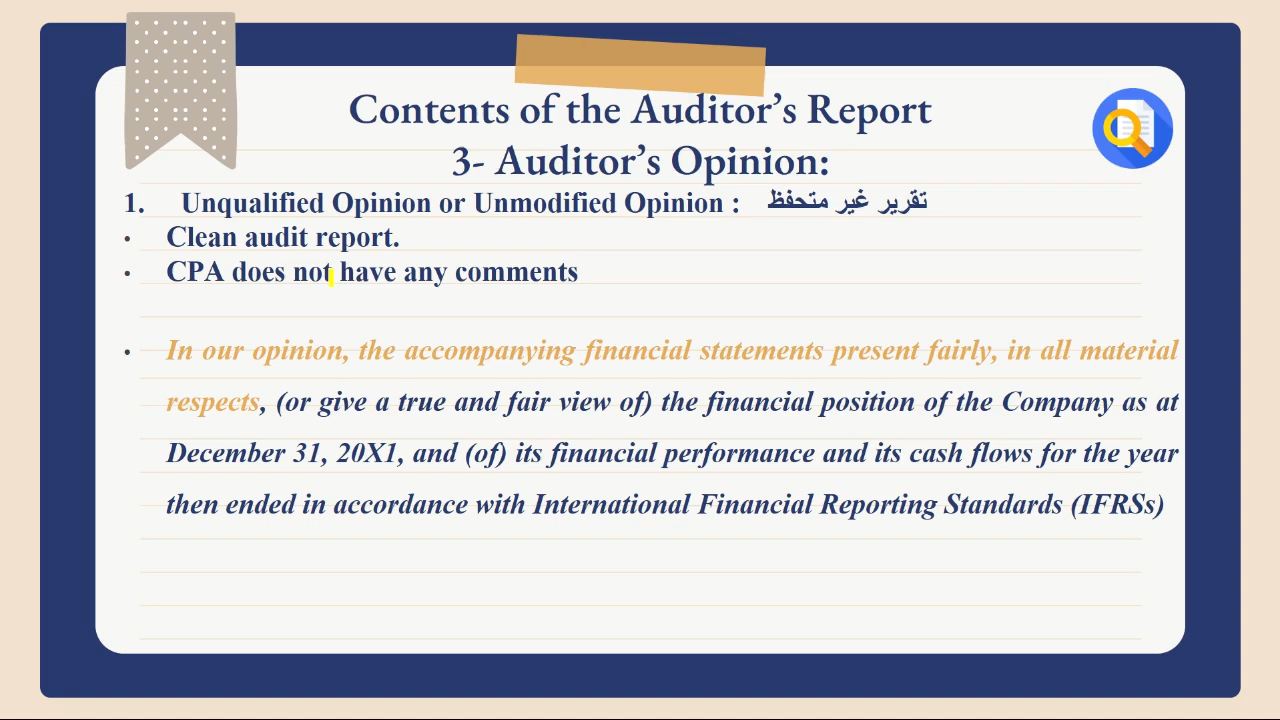 Contents of the Auditor’s Report
3- Auditor’s Opinion:
1. Unqualified Opinion or Unmodified Opinion : تقرير غير متحفظ
• Clean audit report.
• CPA does not have any comments
• In our opinion, the accompanying financial statements present fairly, in all material
respects, (or give a true and fair view of) the financial position of the Company as at
December 31, 20X1, and (of) its financial performance and its cash flows for the year
then ended in accordance with International Financial Reporting Standards (IFRSs)